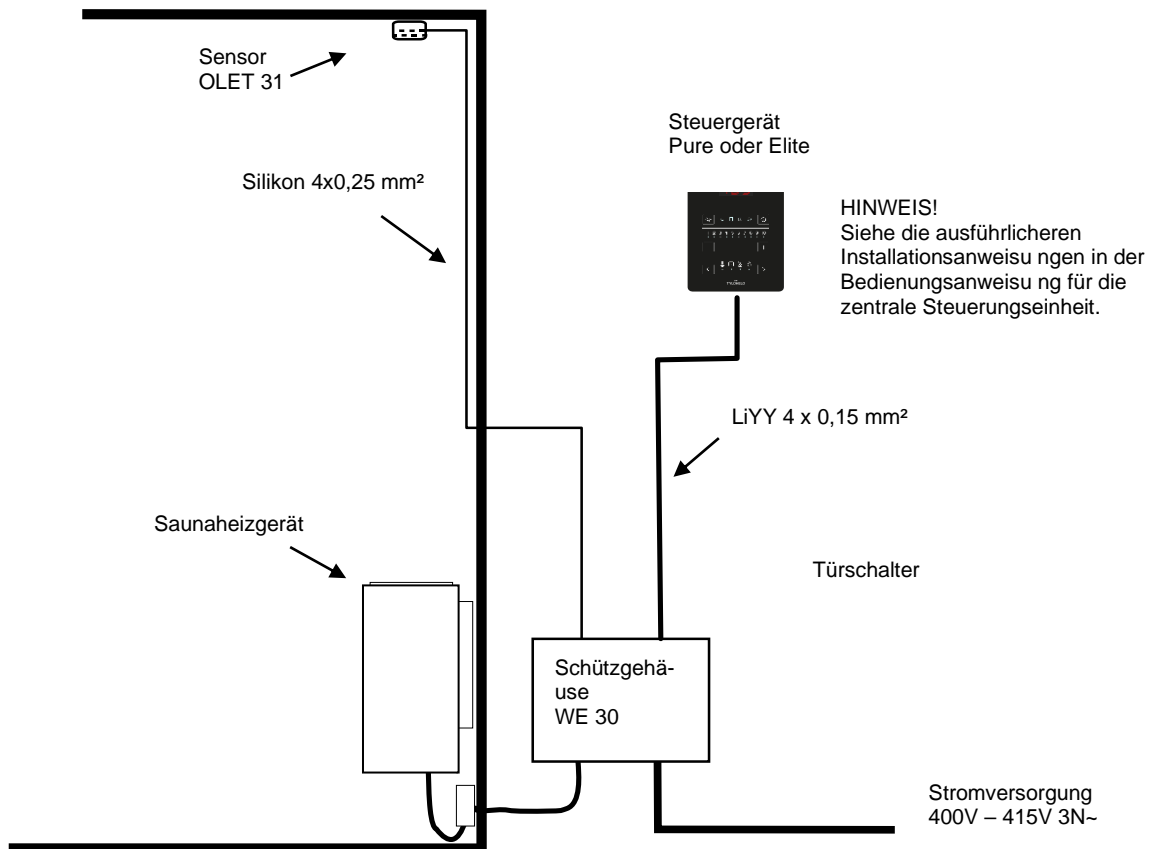 Sensor
OLET 31
Steuergerät
Pure oder Elite
Silikon 4x0,25 mm²
HINWEIS!
Siehe die ausführlicheren
Installationsanweisu ngen in der
Bedienungsanweisu ng für die
zentrale Steuerungseinheit.
LiYY 4 x 0,15 mm²
Saunaheizgerät
Türschalter
Schützgehä-
use
WE 30
Stromversorgung
400V – 415V 3N~